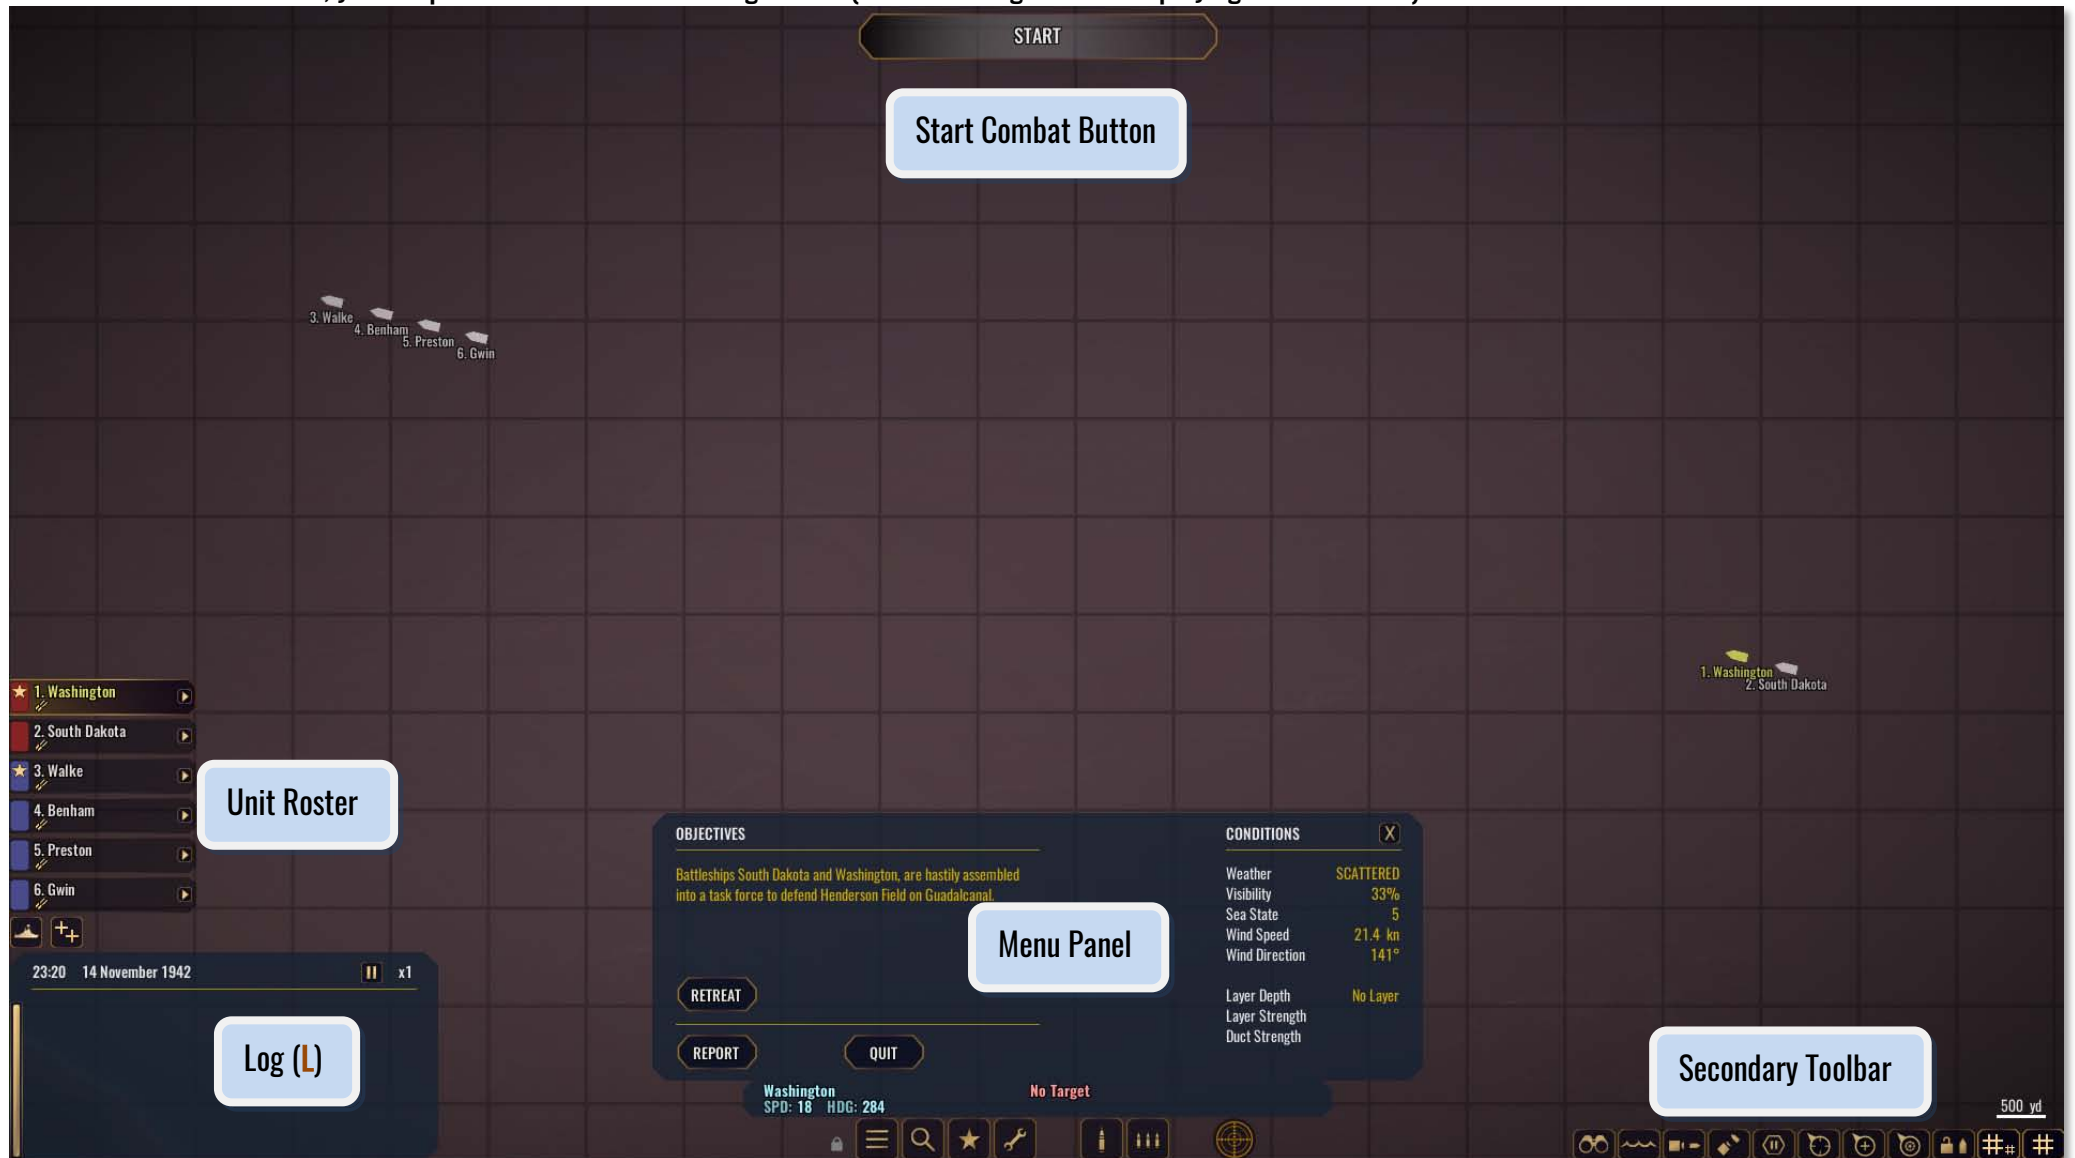 START
Start Combat Button
3. Walke
4. Benham
5. Preston
6. Gwin
1. Washington
2. South Dakota
1. Washington
2. South Dakota
3. Walke
4. Benham
5. Preston
6. Gwin
Unit Roster
23:20 14 November 1942 x1
Log (L)
OBJECTIVES
Battleships South Dakota and Washington, are hastily assembled
into a task force to defend Henderson Field on Guadalcanal.
Menu Panel
RETREAT
REPORT QUIT
CONDITIONS X
Weather SCATTERED
Visibility 33%
Sea State 5
Wind Speed 21.4 kn
Wind Direction 141°
Layer Depth No Layer
Layer Strength
Duct Strength
Washington No Target
SPD: 18 HDG: 284
Secondary Toolbar
500 yd